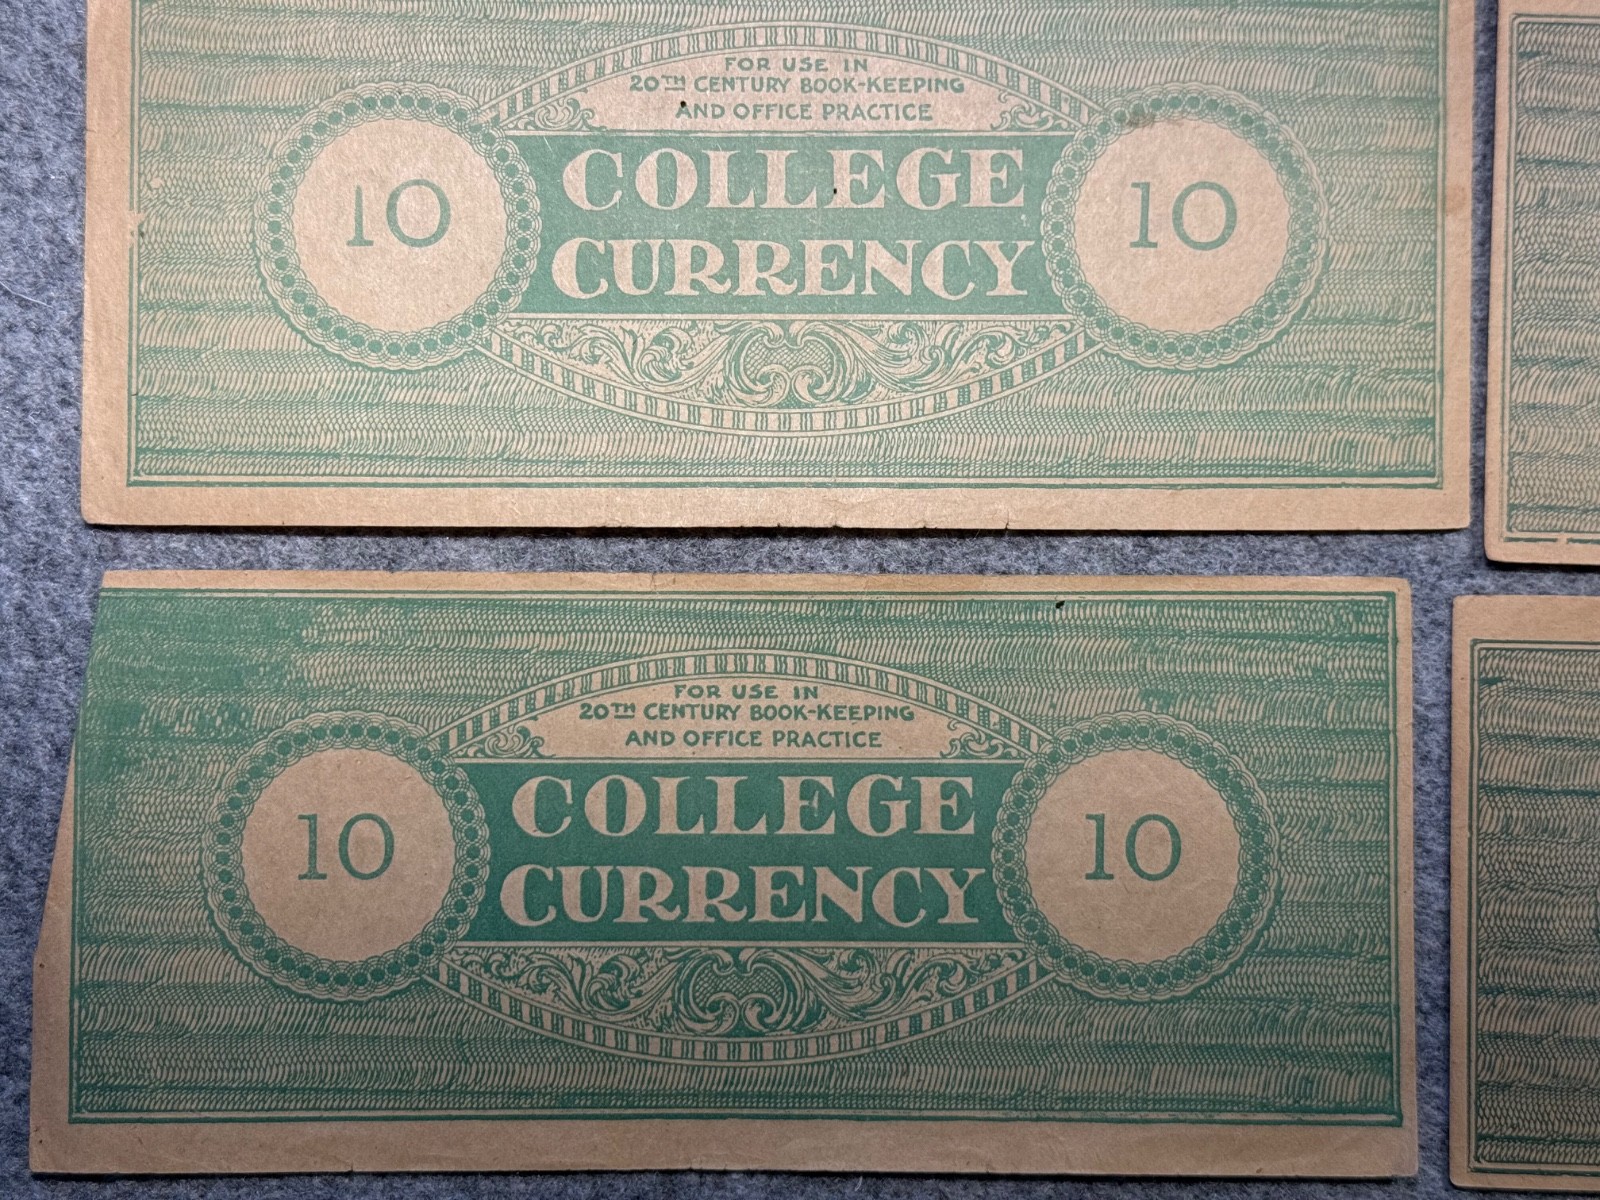 FOR USE IN
20TH CENTURY BOOK-KEEPING
AND OFFICE PRACTICE
10 COLLEGE CURRENCY 10
FOR USE IN
20TH CENTURY BOOK-KEEPING
AND OFFICE PRACTICE
10 COLLEGE CURRENCY 10